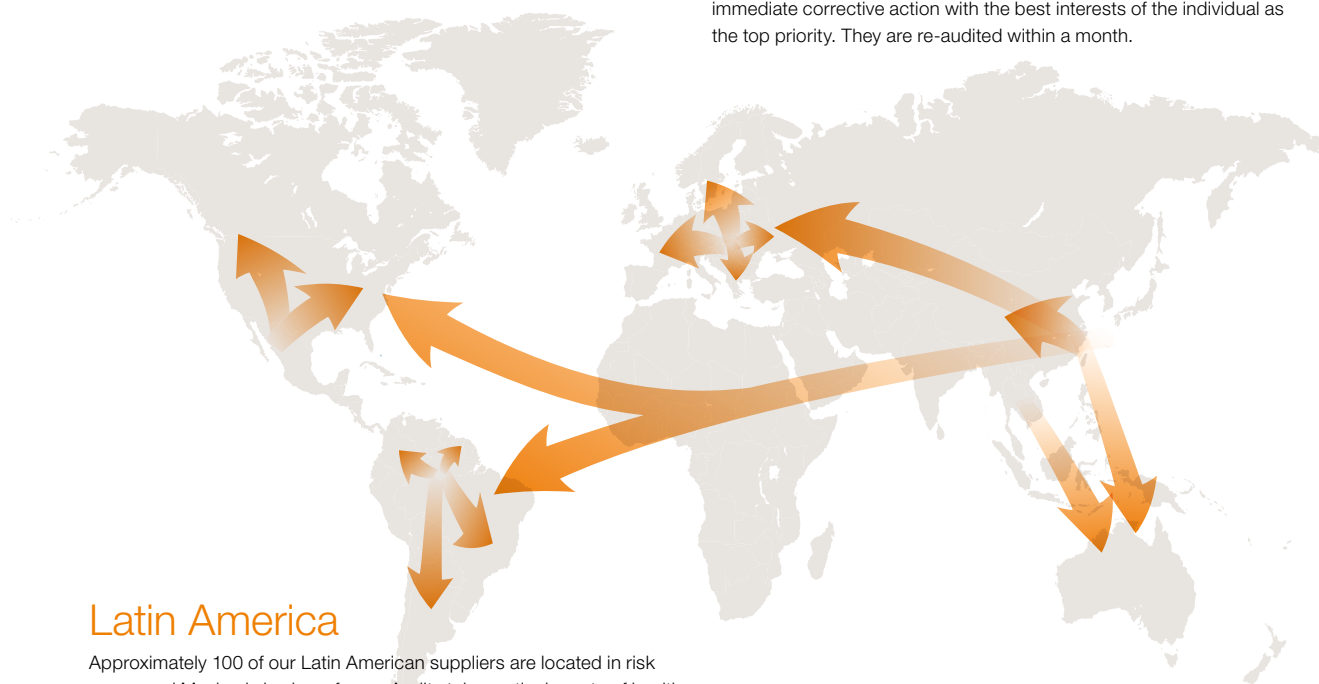 immediate corrective action with the best interests of the individual as
the top priority. They are re-audited within a month.
Latin America
Approximately 100 of our Latin American suppliers are located in risk